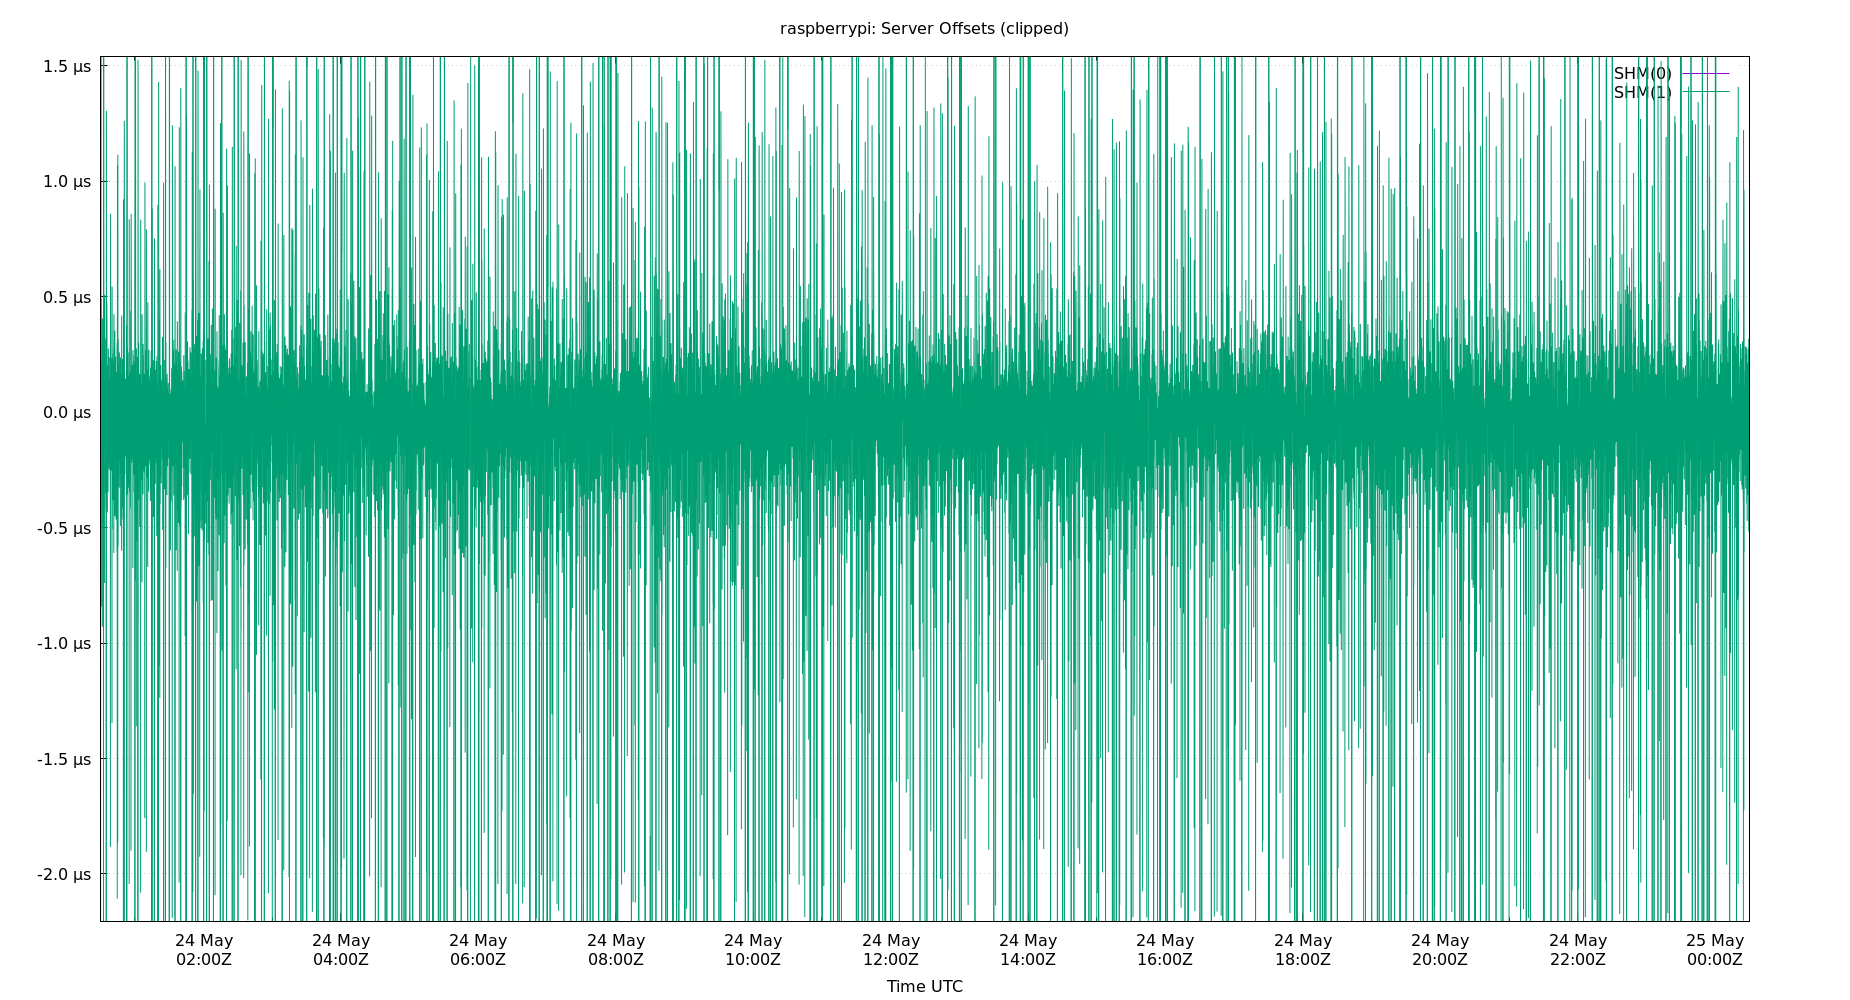 raspberrypi: Server Offsets (clipped)
SHM(0)
SHM(1)
1.5 µs
1.0 µs
0.5 µs
0.0 µs
-0.5 µs
-1.0 µs
-1.5 µs
-2.0 µs
24 May 24 May 24 May 24 May 24 May 24 May 24 May 24 May 24 May 24 May 24 May 25 May
02:00Z 04:00Z 06:00Z 08:00Z 10:00Z 12:00Z 14:00Z 16:00Z 18:00Z 20:00Z 22:00Z 00:00Z
Time UTC